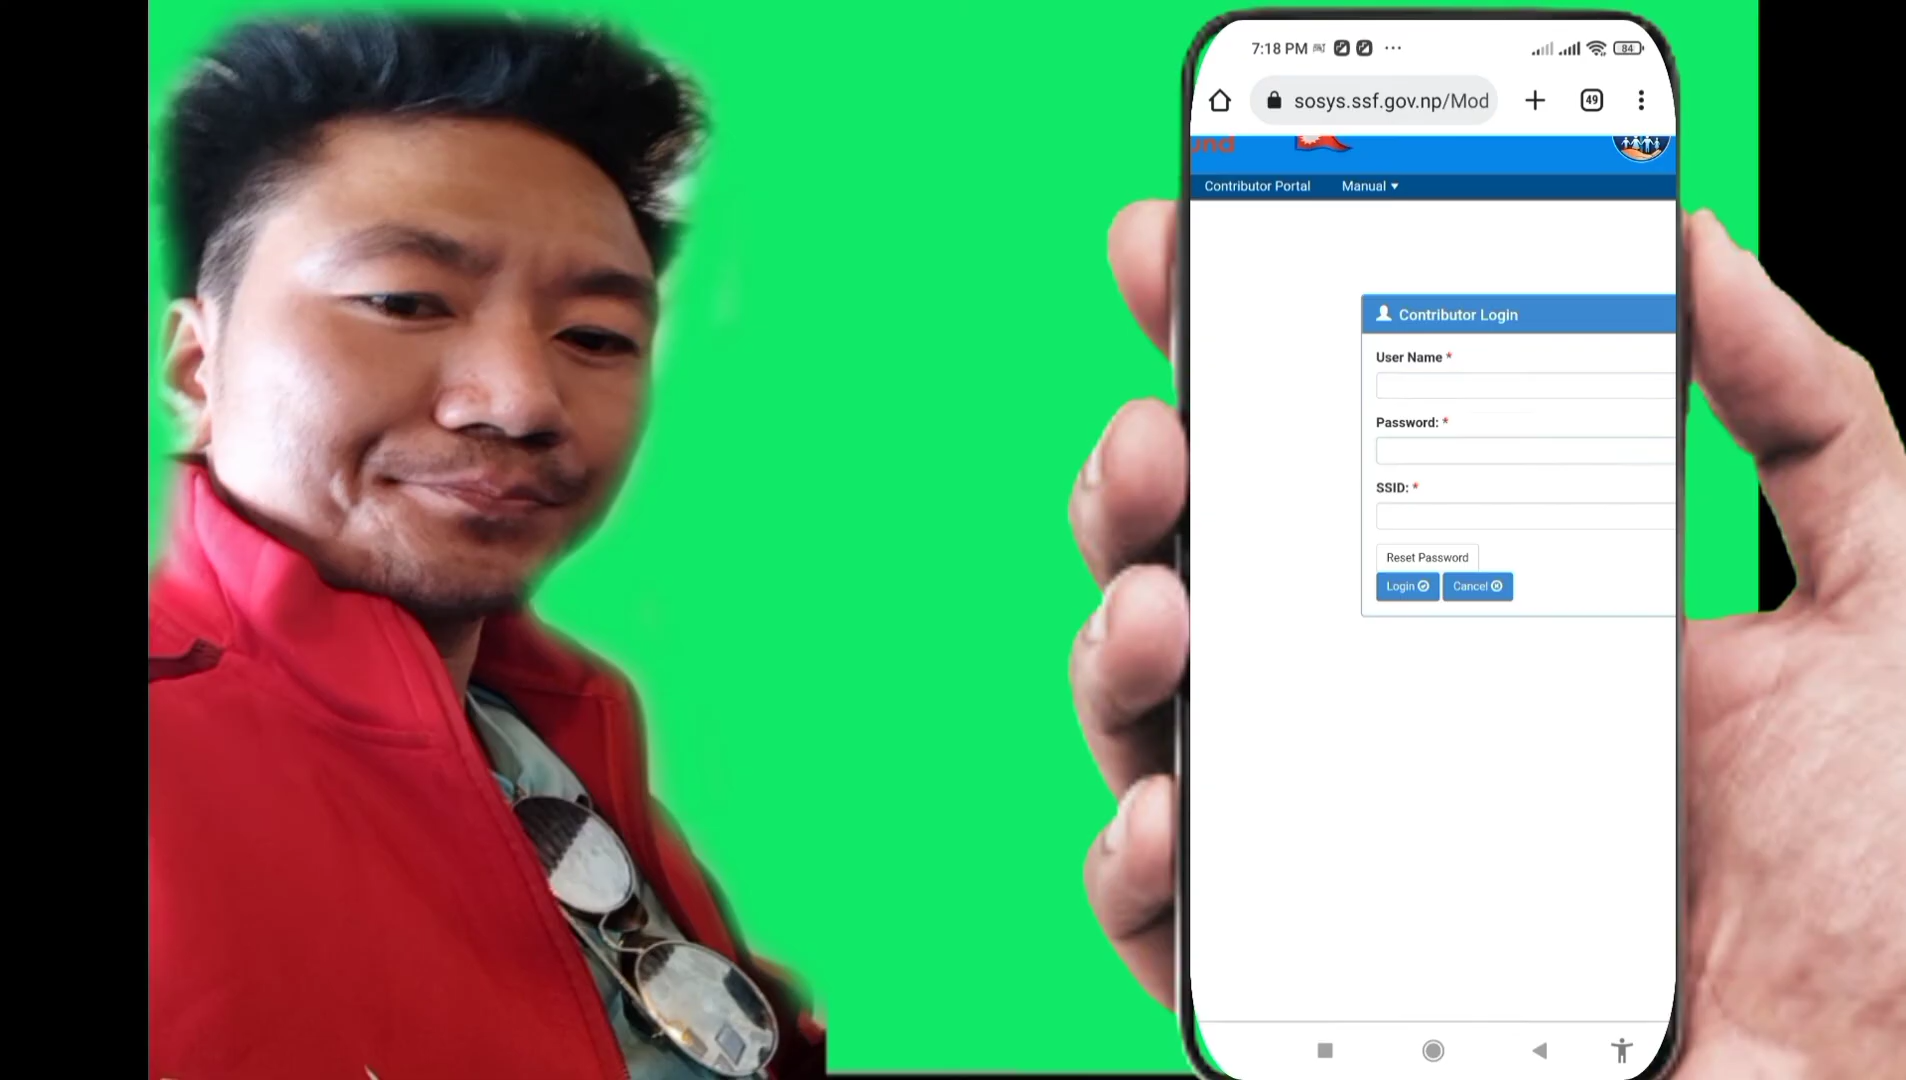 7:18 PM
84
sosys.ssf.gov.np/Mod
49
und
Contributor Portal Manual
Contributor Login
User Name *
Password: *
SSID: *
Reset Password
Login Cancel